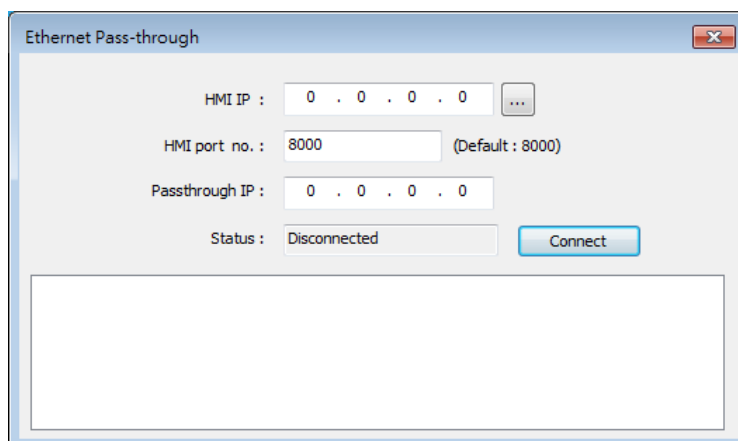 Ethernet Pass-through
HMI IP : 0 . 0 . 0 . 0 ...
HMI port no. : 8000 (Default : 8000)
Passthrough IP : 0 . 0 . 0 . 0
Status : Disconnected Connect